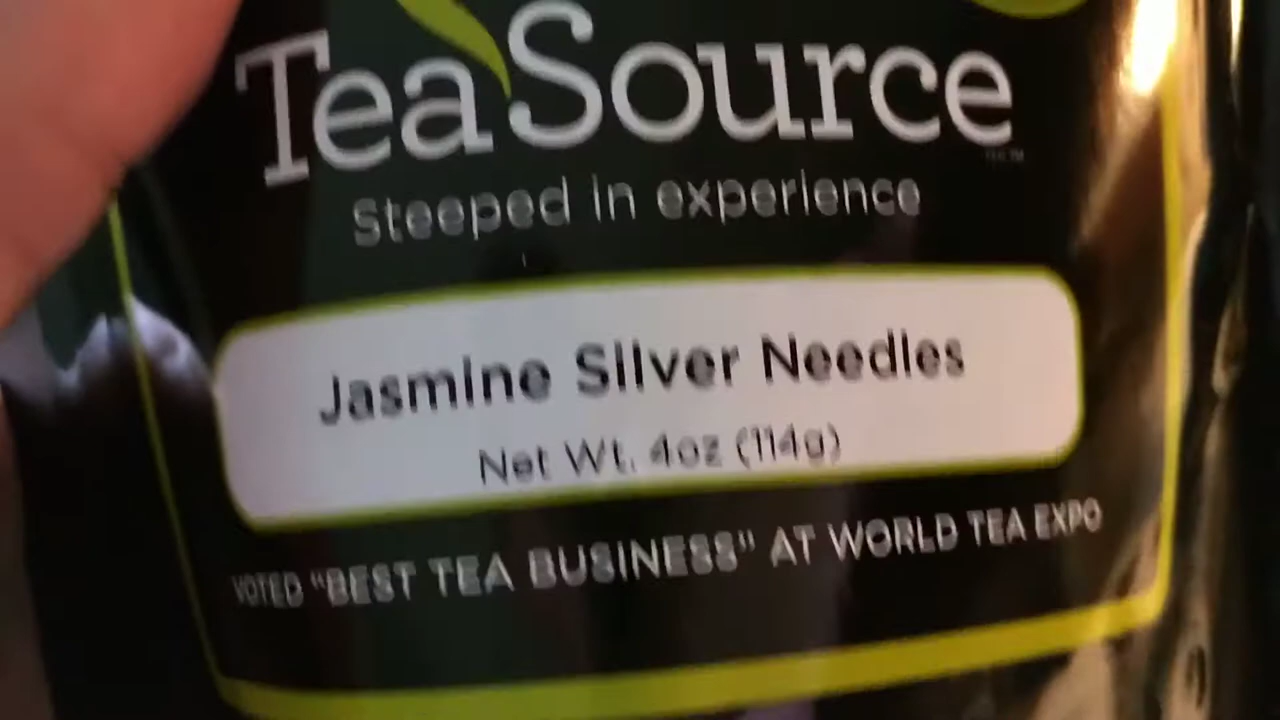 TeaSource
steeped in experience
Jasmine Silver Needles
Net Wt. 4oz (114g)
VOTED "BEST TEA BUSINESS" AT WORLD TEA EXPO